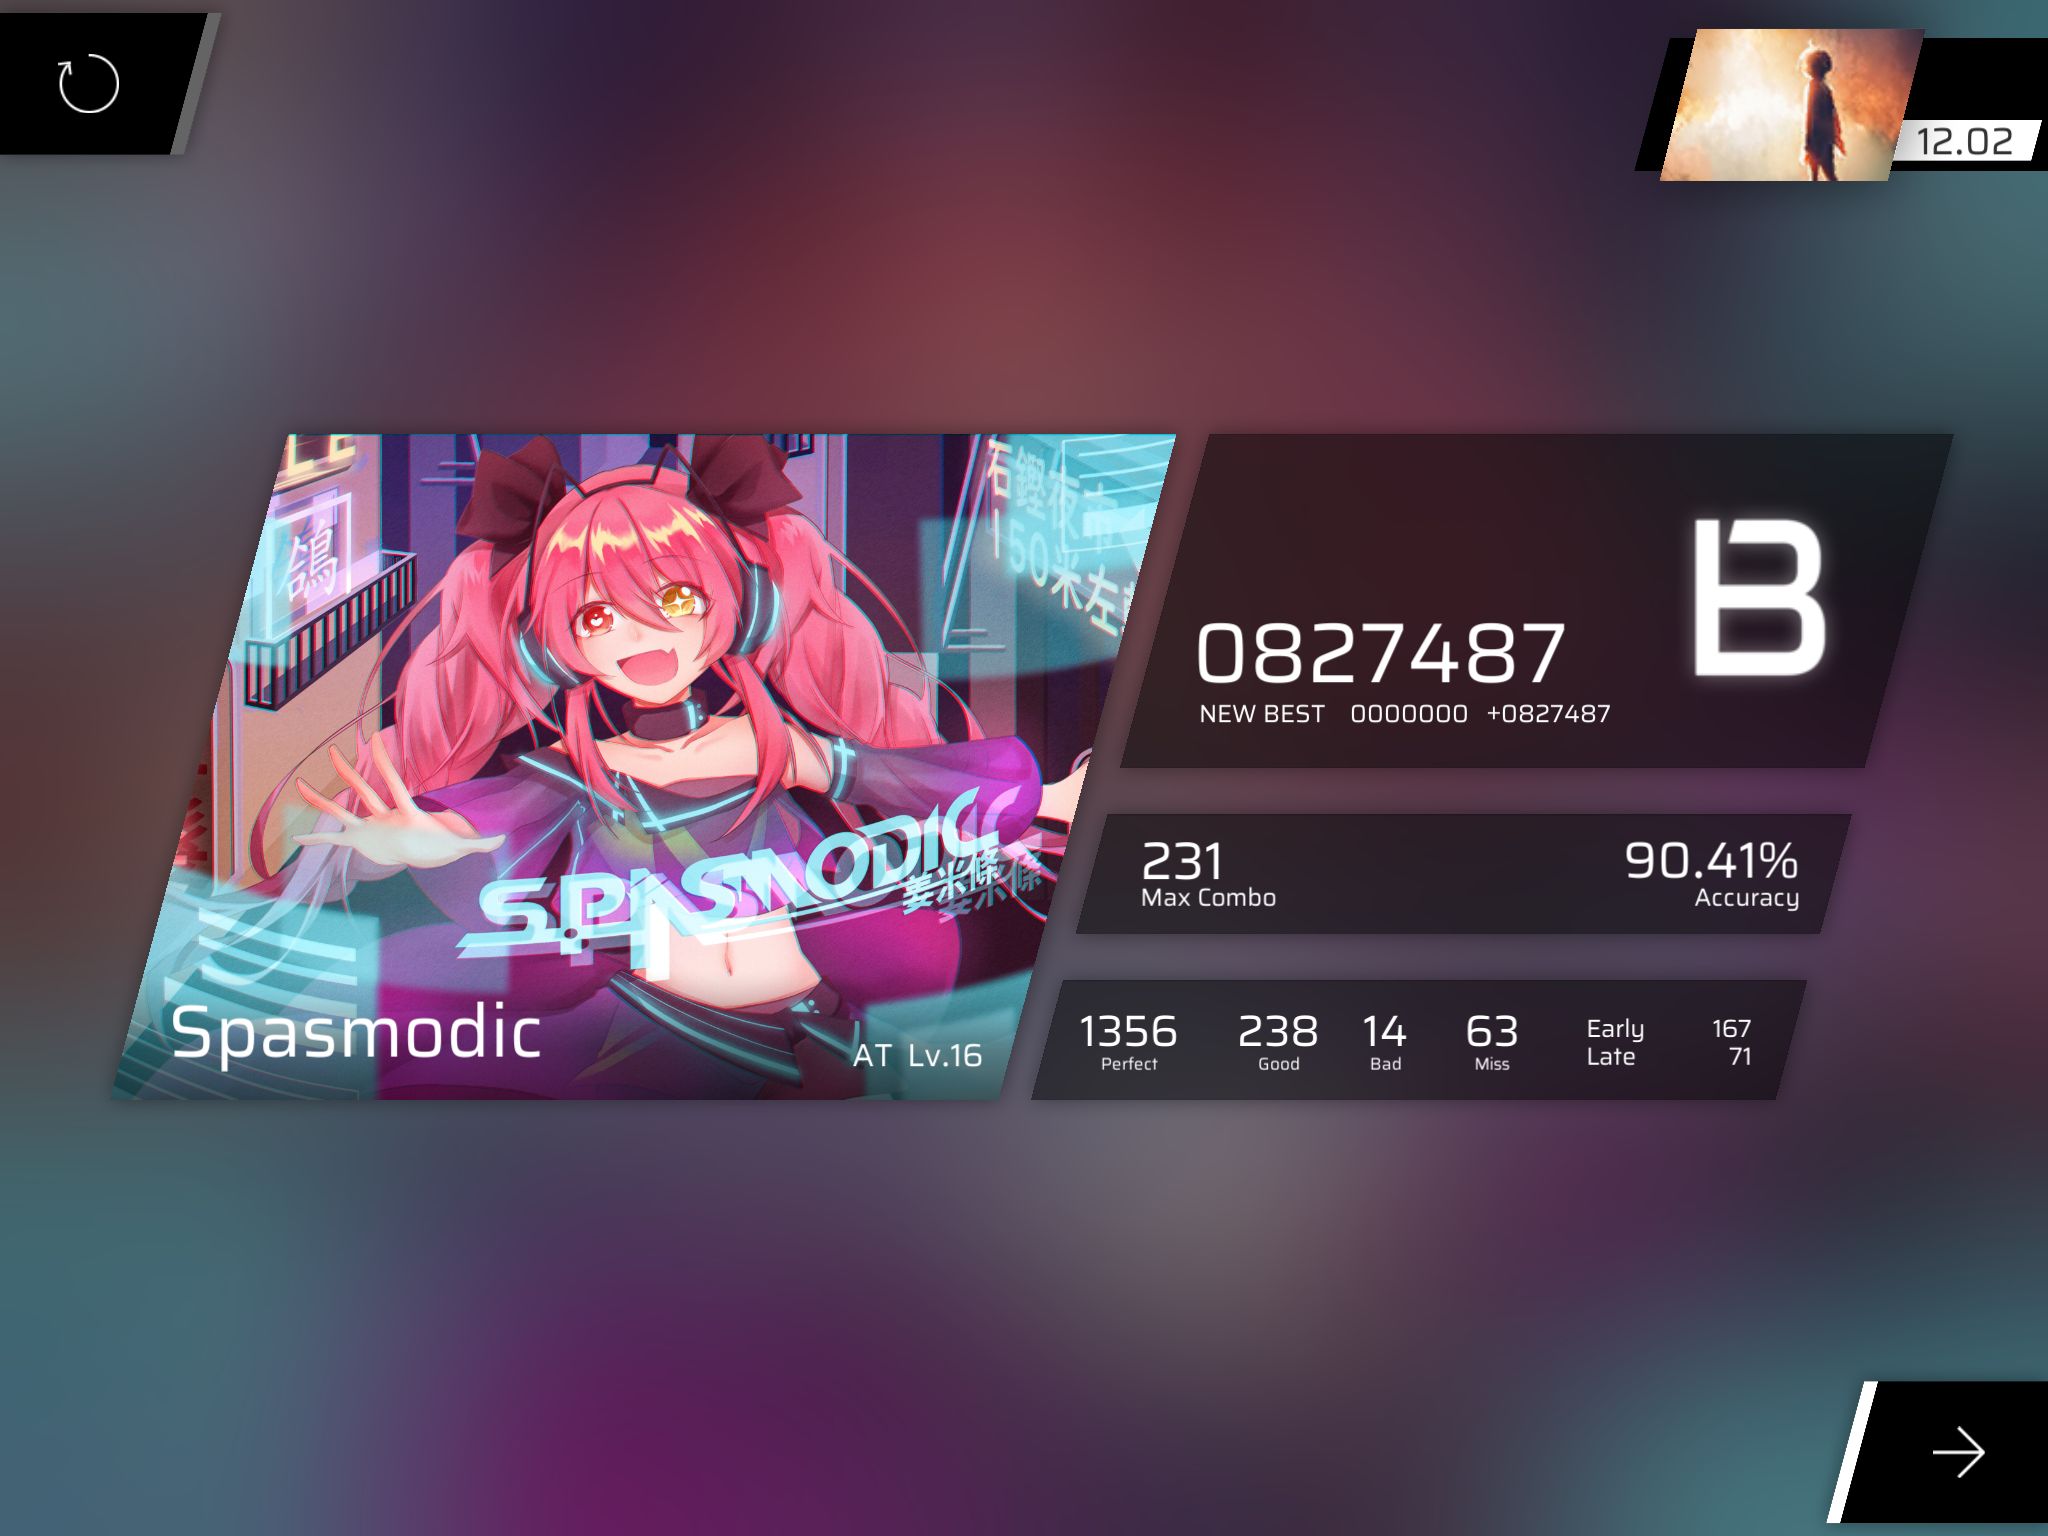 12.02
鴿
石鏗夜市
150米左
SPASMODIC
姜米條
Spasmodic
AT Lv.16
B
0827487
NEW BEST 0000000 +0827487
231
Max Combo
90.41%
Accuracy
1356
Perfect
238
Good
14
Bad
63
Miss
Early 167
Late 71